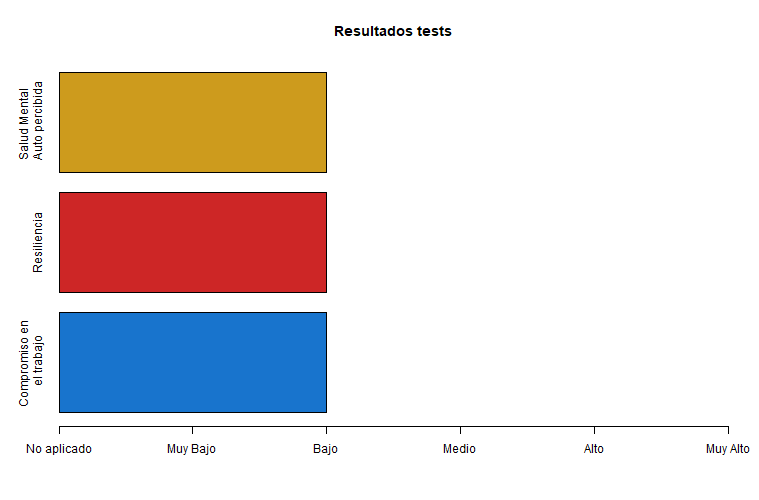 Resultados tests
Salud Mental
Auto percibida
Resiliencia
Compromiso en
el trabajo
No aplicado
Muy Bajo
Bajo
Medio
Alto
Muy Alto